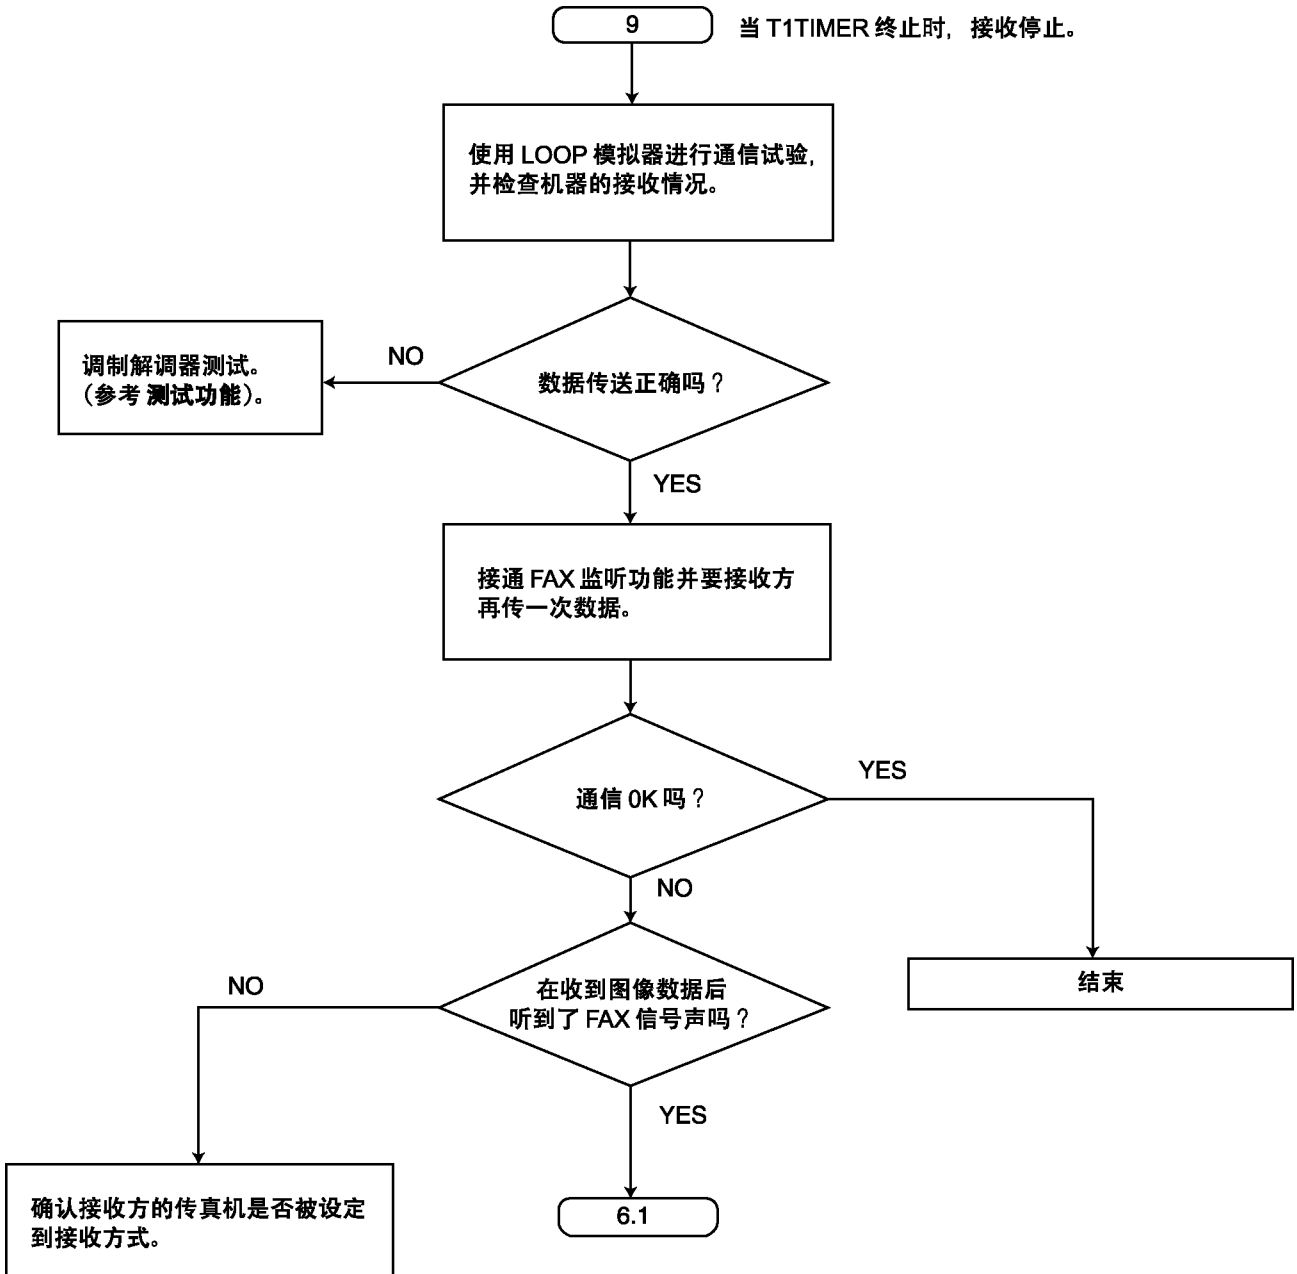 9
当 T1TIMER 终止时，接收停止。
使用 LOOP 模拟器进行通信试验，
并检查机器的接收情况。
NO
调制解调器测试。
（参考 测试功能）。
数据传送正确吗？
YES
接通 FAX 监听功能并要接收方
再传一次数据。
YES
通信 0K 吗？
NO
结束
NO
在收到图像数据后
听到了 FAX 信号声吗？
YES
确认接收方的传真机是否被设定
到接收方式。
6.1